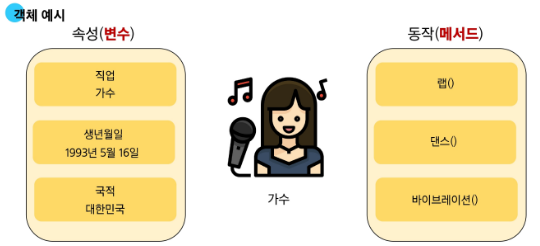 객체 예시
속성(변수)
직업
가수
생년월일
1993년 5월 16일
국적
대한민국
가수
동작(메서드)
랩()
댄스()
바이브레이션()